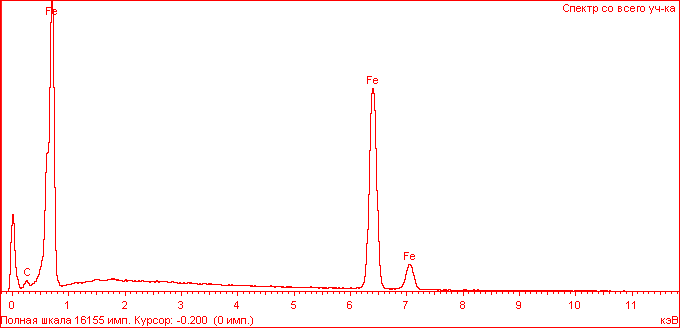 Спектр со всего уч-ка
Fe
Fe
C
Fe
0 1 2 3 4 5 6 7 8 9 10 11
Полная шкала 16155 имп. Курсор: -0.200 (0 имп.) кэВ